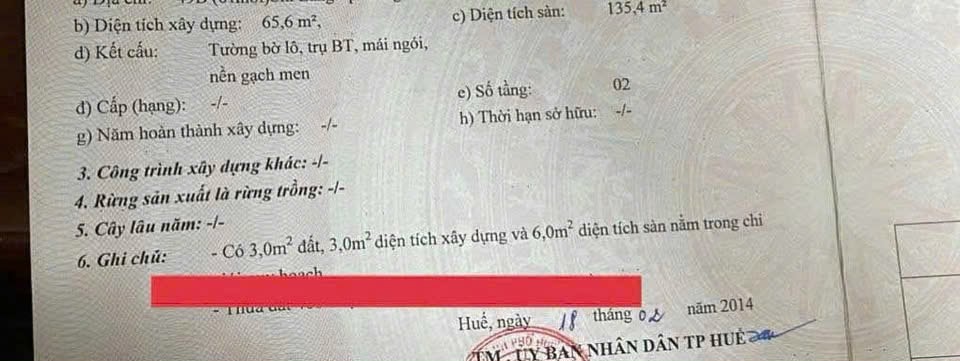 b) Diện tích xây dựng: 65,6 m², c) Diện tích sàn: 135,4 m²
d) Kết cấu: Tường bờ lô, trụ BT, mái ngói,
nền gạch men
đ) Cấp (hạng): -/- e) Số tầng: 02
g) Năm hoàn thành xây dựng: -/- h) Thời hạn sở hữu: -/-
3. Công trình xây dựng khác: -/-
4. Rừng sản xuất là rừng trồng: -/-
5. Cây lâu năm: -/-
6. Ghi chú: - Có 3,0m² đất, 3,0m² diện tích xây dựng và 6,0m² diện tích sàn nằm trong chỉ
hoạch
- Thửa đất
Huế, ngày 18 tháng 02 năm 2014
TM. ỦY BAN NHÂN DÂN TP HUẾ